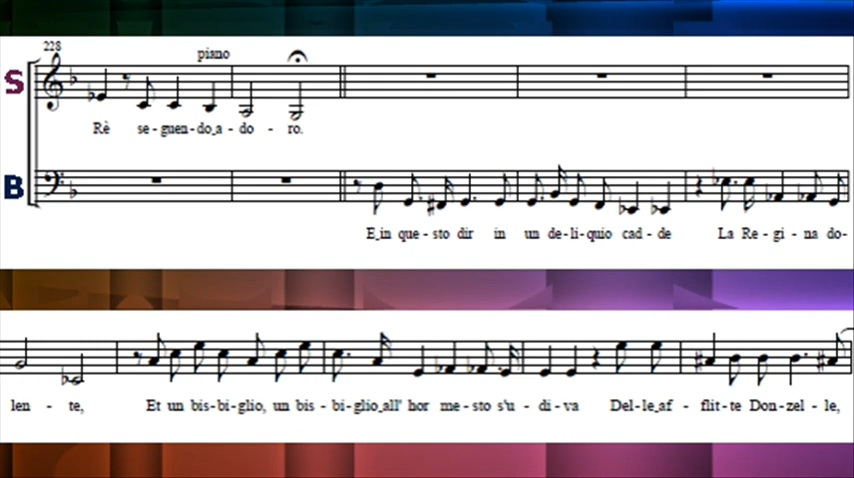 228
piano
S
Rè se-guen-do_a-do-ro.
B
E_in que-sto dir in un de-li-quio cad-de La Re-gi-na do-
len-te, Et un bis-bi-glio, un bis-bi-glio_all' hor me-sto s'u-di-va Del-le_af-flit-te Don-zel-le,